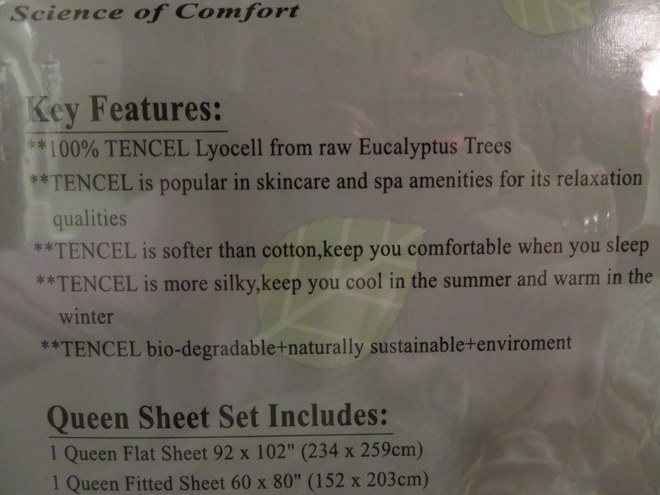 Science of Comfort
Key Features:
**100% TENCEL Lyocell from raw Eucalyptus Trees
**TENCEL is popular in skincare and spa amenities for its relaxation
qualities
**TENCEL is softer than cotton,keep you comfortable when you sleep
**TENCEL is more silky,keep you cool in the summer and warm in the
winter
**TENCEL bio-degradable+naturally sustainable+enviroment
Queen Sheet Set Includes:
1 Queen Flat Sheet 92 x 102" (234 x 259cm)
1 Queen Fitted Sheet 60 x 80" (152 x 203cm)